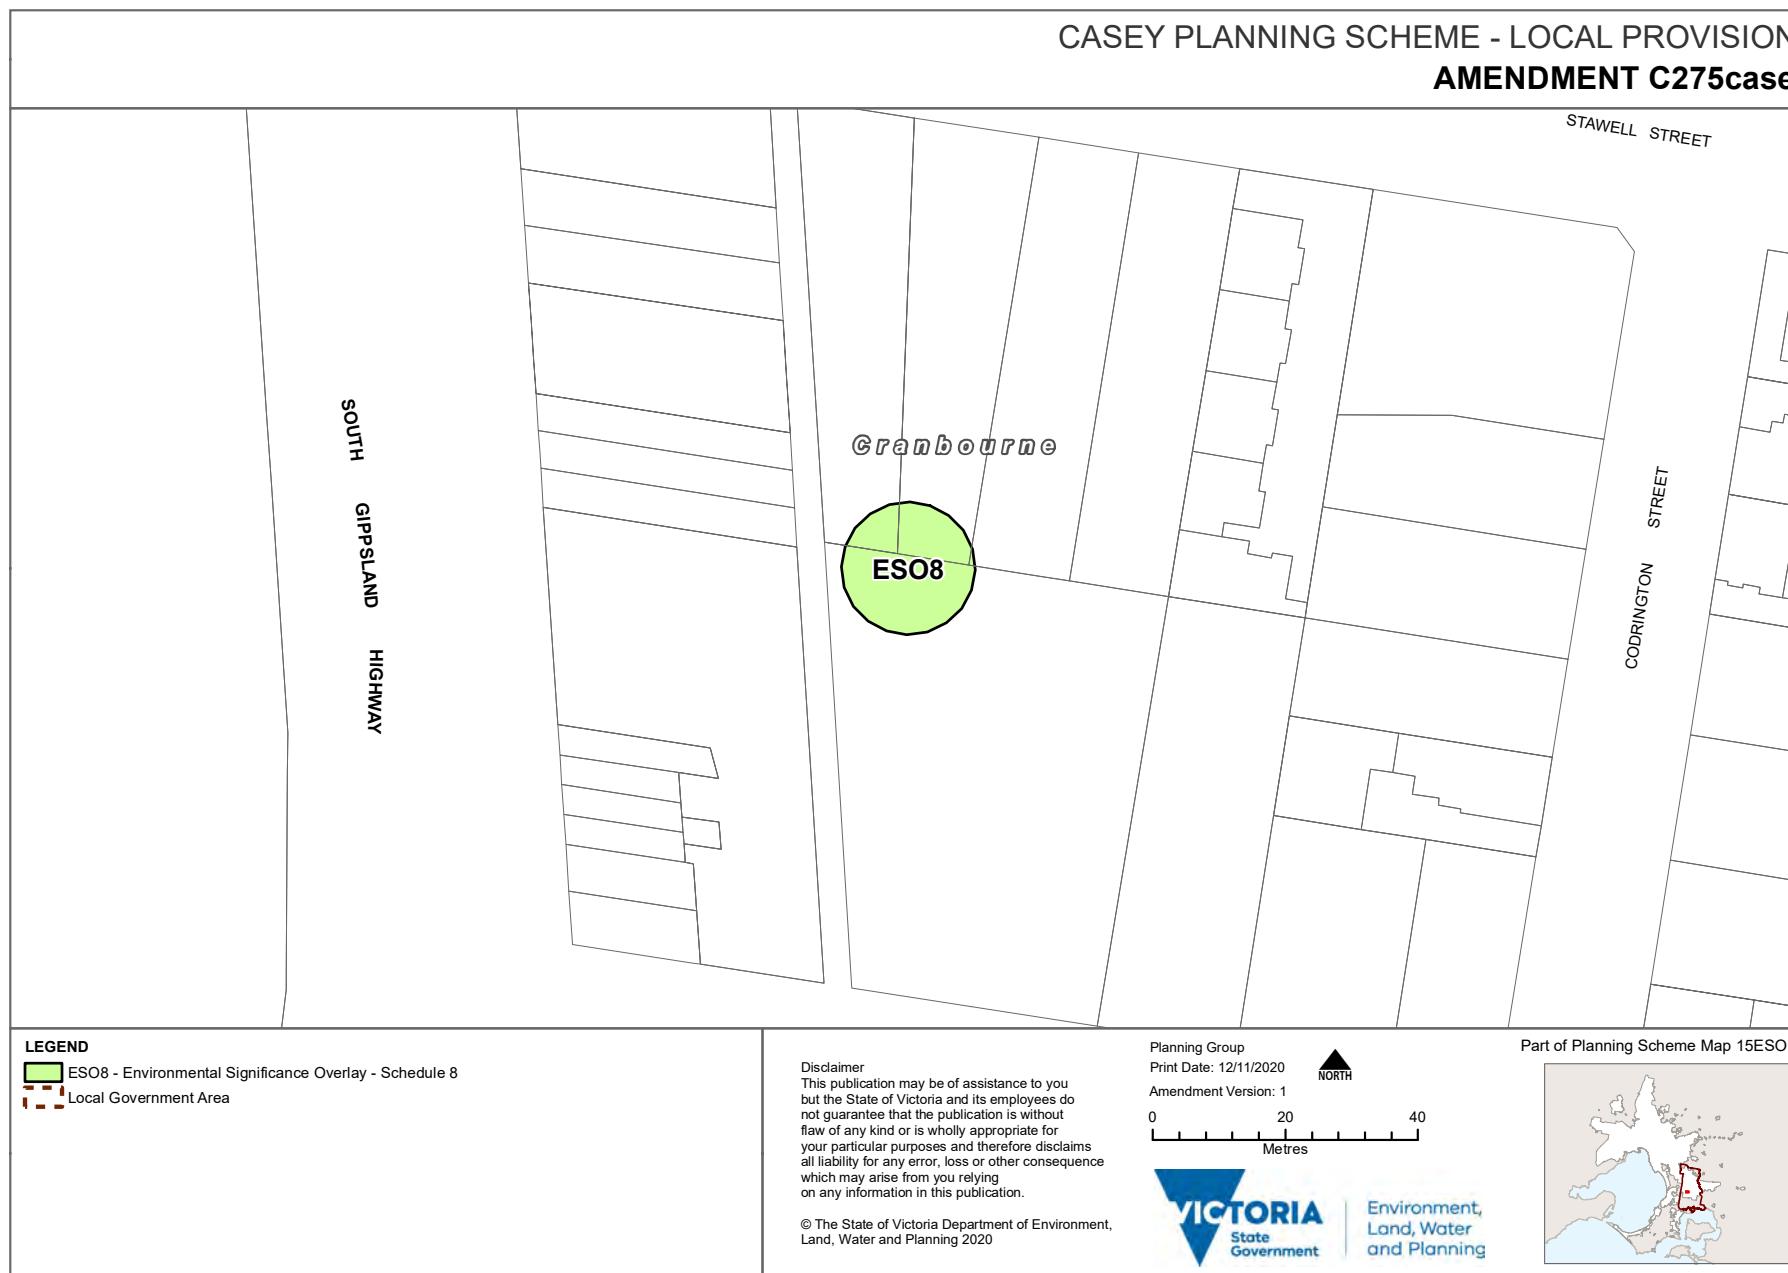 CASEY PLANNING SCHEME - LOCAL PROVISION
AMENDMENT C275case
STAWELL STREET
SOUTH GIPPSLAND HIGHWAY
Cranbourne
ESO8
CODRINGTON STREET
LEGEND
ESO8 - Environmental Significance Overlay - Schedule 8
Local Government Area
Disclaimer
This publication may be of assistance to you
but the State of Victoria and its employees do
not guarantee that the publication is without
flaw of any kind or is wholly appropriate for
your particular purposes and therefore disclaims
all liability for any error, loss or other consequence
which may arise from you relying
on any information in this publication.
© The State of Victoria Department of Environment,
Land, Water and Planning 2020
Planning Group
Print Date: 12/11/2020
Amendment Version: 1
NORTH
0 20 40
Metres
VICTORIA
State
Government
Environment,
Land, Water
and Planning
Part of Planning Scheme Map 15ESO